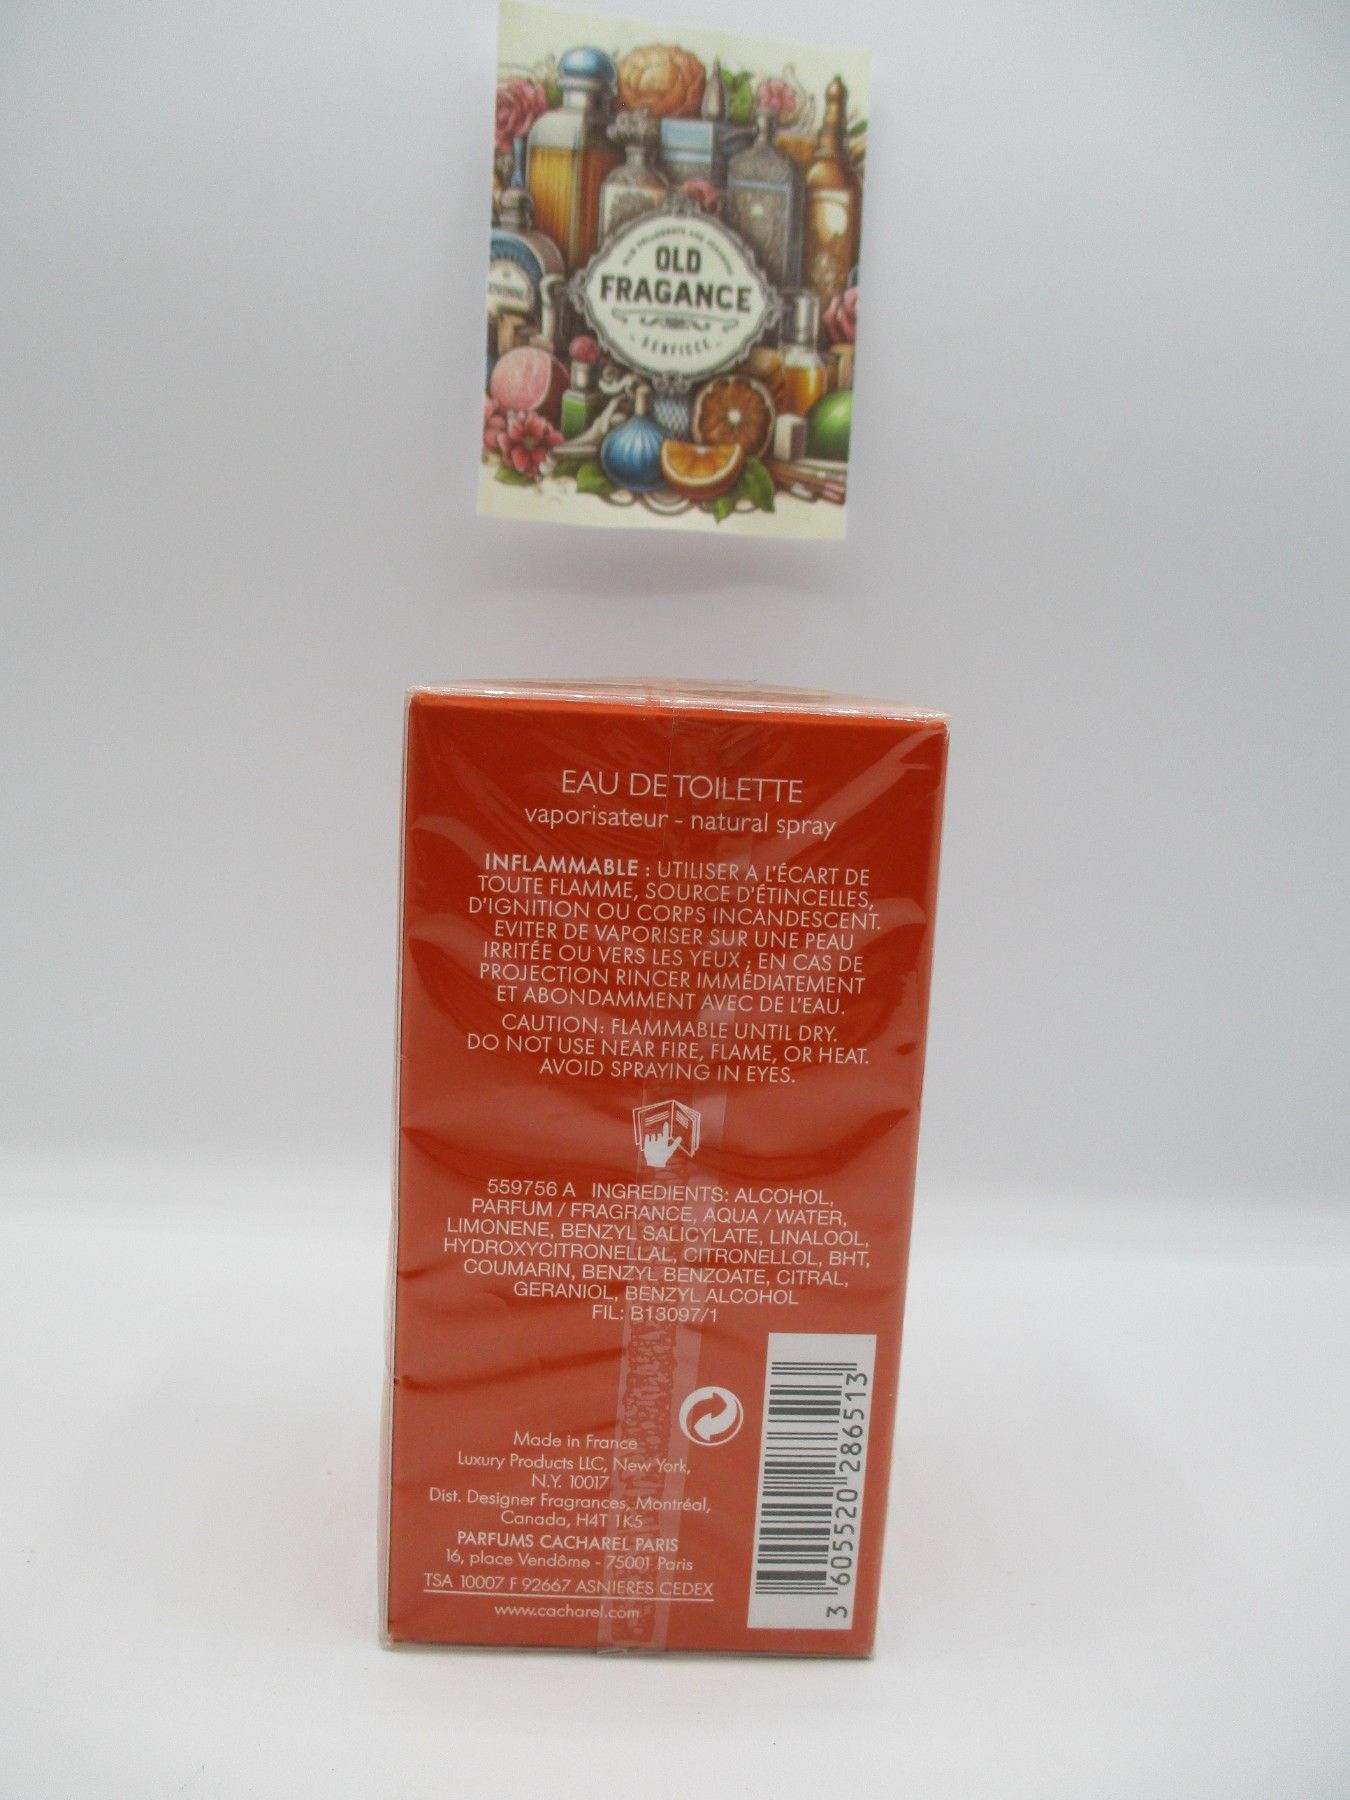 OLD
FRAGANCE
EAU DE TOILETTE
vaporisateur - natural spray
INFLAMMABLE : UTILISER A L'ÉCART DE
TOUTE FLAMME, SOURCE D'ÉTINCELLES,
D'IGNITION OU CORPS INCANDESCENT.
EVITER DE VAPORISER SUR UNE PEAU
IRRITÉE OU VERS LES YEUX ; EN CAS DE
PROJECTION RINCER IMMÉDIATEMENT
ET ABONDAMMENT AVEC DE L'EAU.
CAUTION: FLAMMABLE UNTIL DRY.
DO NOT USE NEAR FIRE, FLAME, OR HEAT.
AVOID SPRAYING IN EYES.
559756 A INGREDIENTS: ALCOHOL,
PARFUM / FRAGRANCE, AQUA / WATER,
LIMONENE, BENZYL SALICYLATE, LINALOOL,
HYDROXYCITRONELLAL, CITRONELLOL, BHT,
COUMARIN, BENZYL BENZOATE, CITRAL,
GERANIOL, BENZYL ALCOHOL
FIL: B13097/1
Made in France
Luxury Products LLC, New York,
N.Y. 10017
Dist. Designer Fragrances, Montréal,
Canada, H4T 1K5
PARFUMS CACHAREL PARIS
16, place Vendôme - 75001 Paris
TSA 10007 F 92667 ASNIERES CEDEX
www.cacharel.com
3 605520 286513